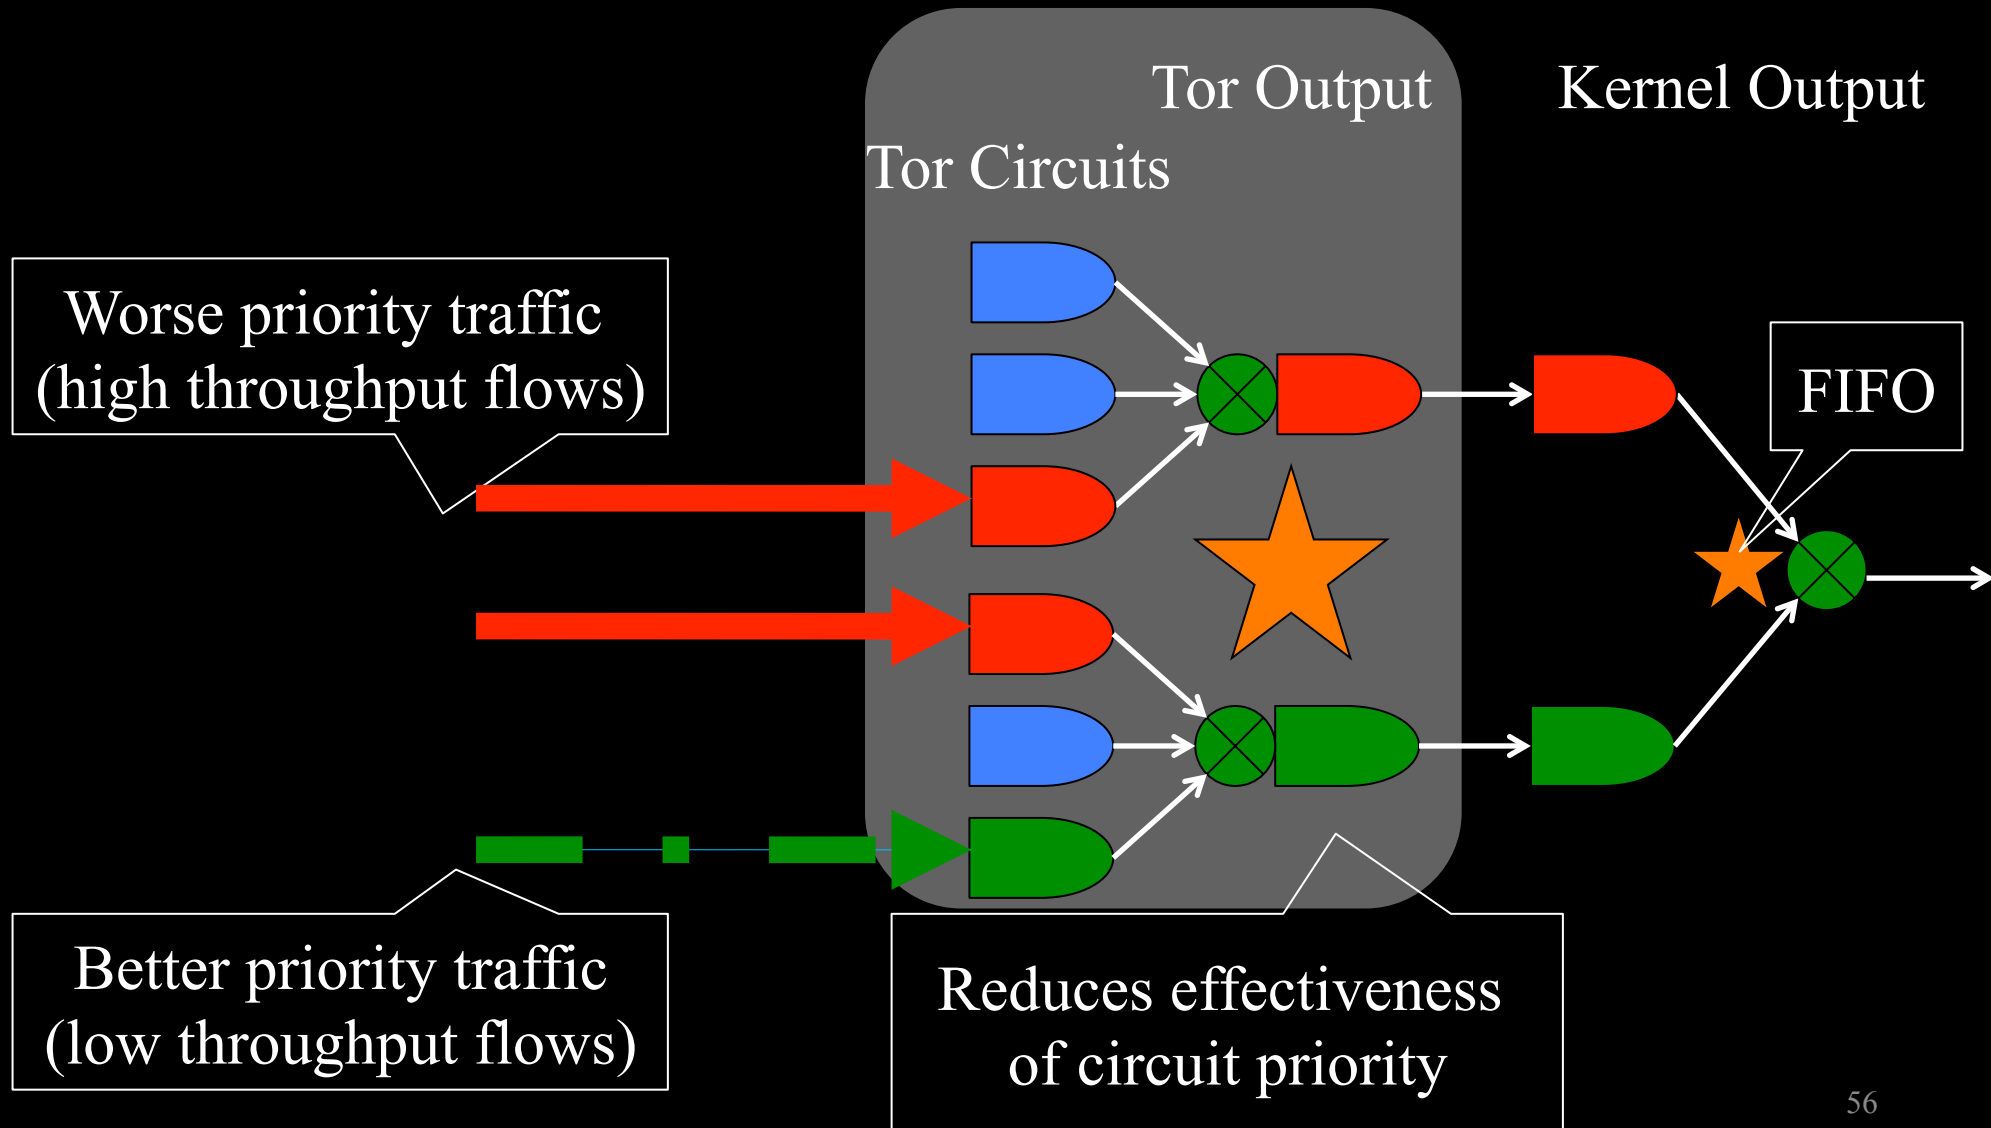 Tor Output
Kernel Output
Tor Circuits
Worse priority traffic
(high throughput flows)
FIFO
Better priority traffic
(low throughput flows)
Reduces effectiveness
of circuit priority
56